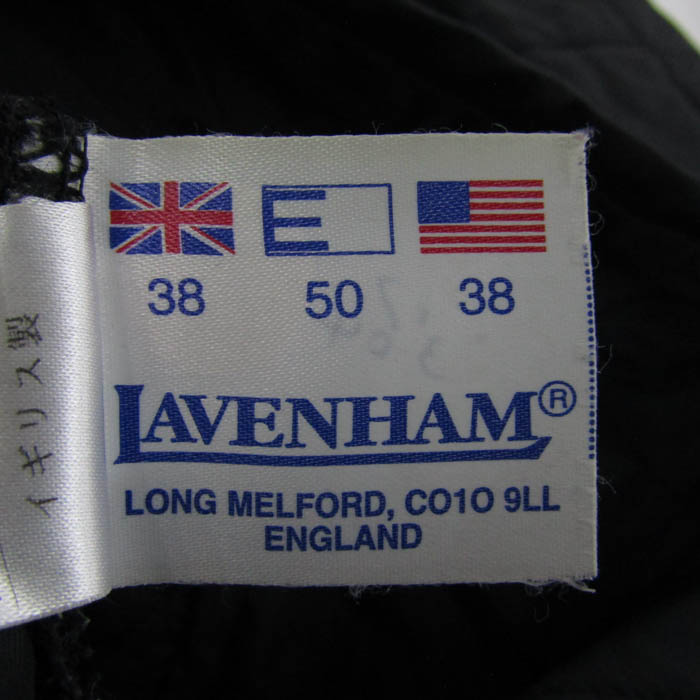 E
38 50 38
LAVENHAM®
LONG MELFORD, CO10 9LL
ENGLAND
イギリス製